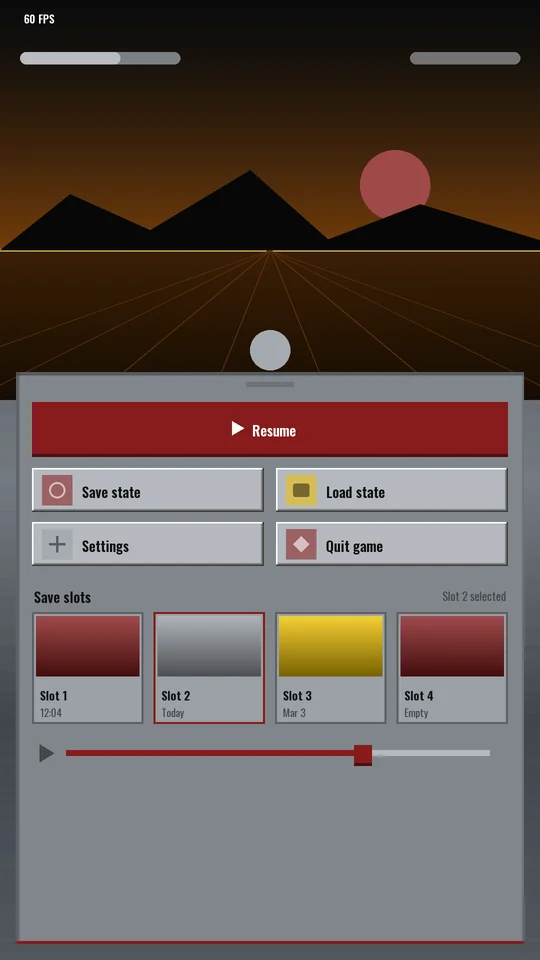 60 FPS
Resume
Save state
Load state
Settings
Quit game
Save slots
Slot 2 selected
Slot 1
12:04
Slot 2
Today
Slot 3
Mar 3
Slot 4
Empty